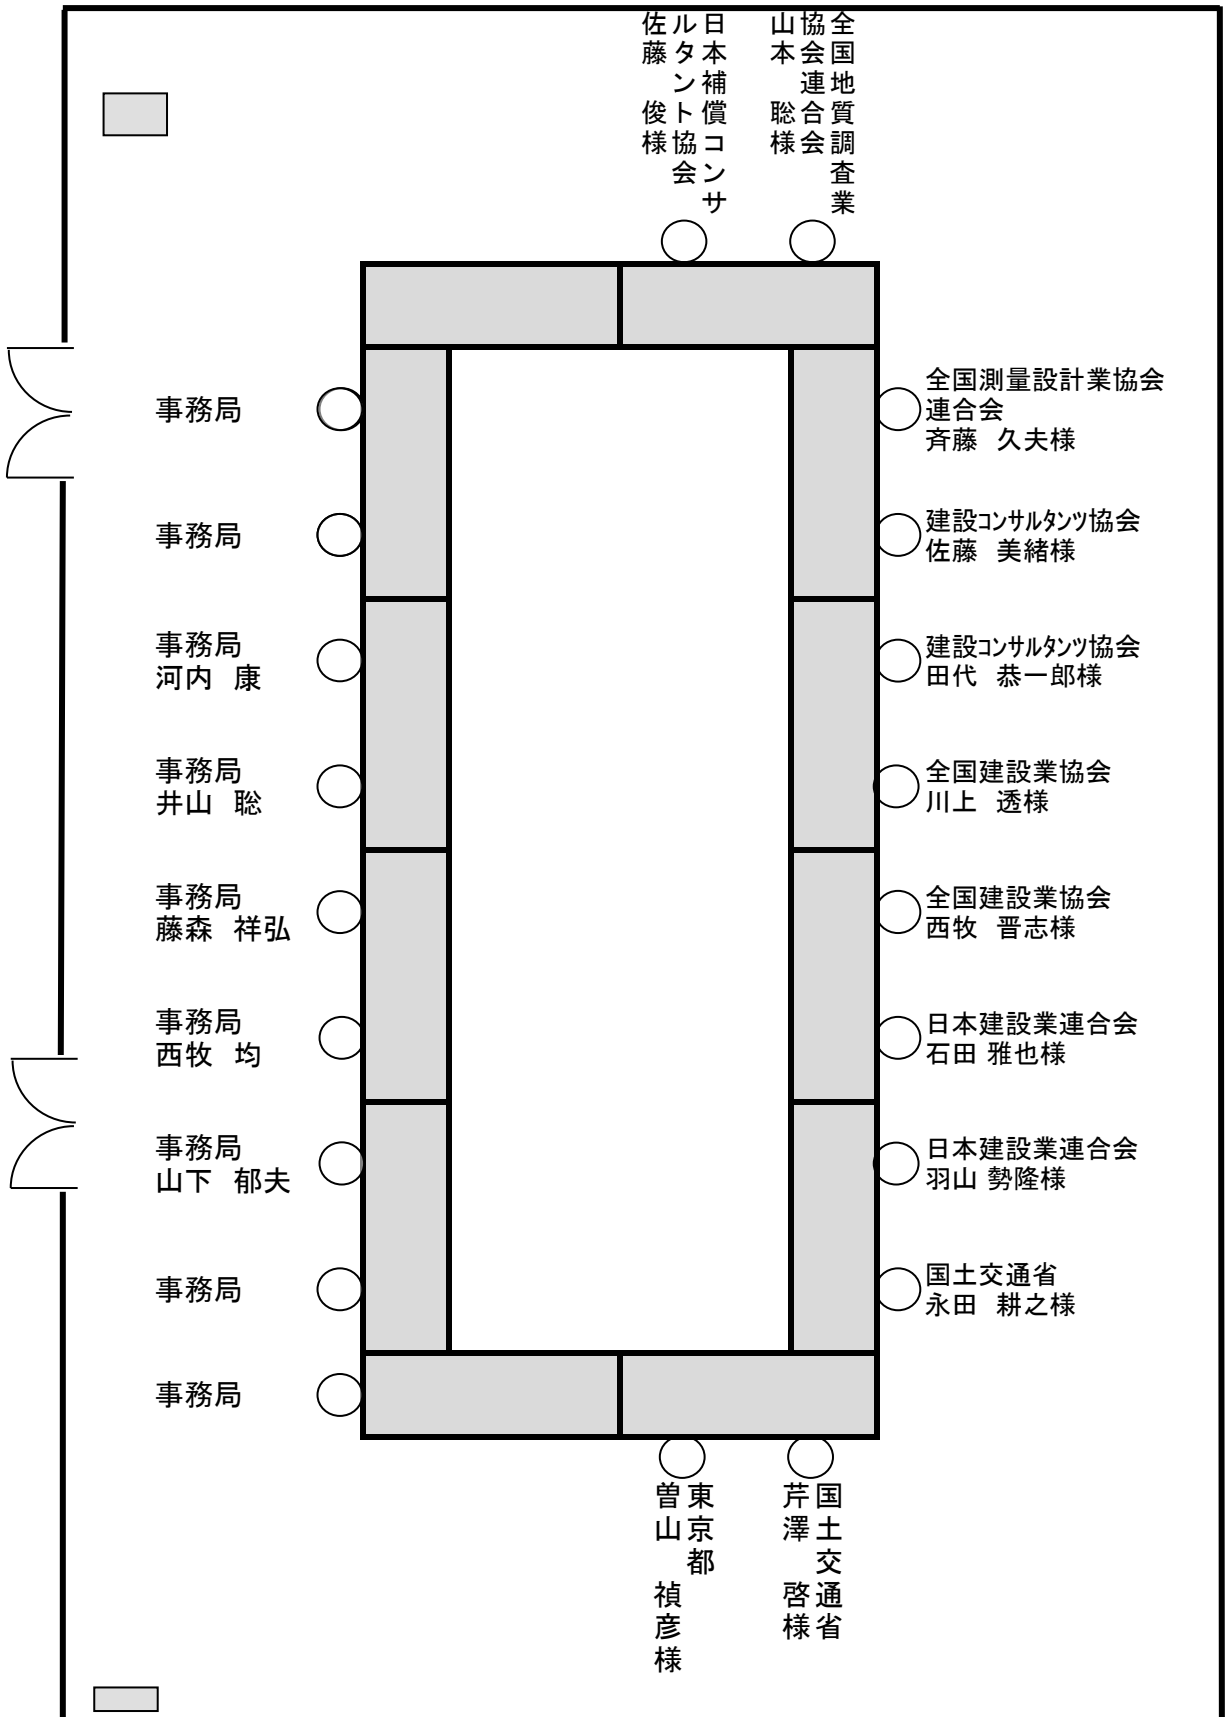 全国地質調査業
協会連合会
山本　聡様
日本補償コンサ
ルタント協会
佐藤　俊様
事務局
事務局
事務局
河内　康
事務局
井山　聡
事務局
藤森　祥弘
事務局
西牧　均
事務局
山下　郁夫
事務局
事務局
全国測量設計業協会
連合会
斉藤　久夫様
建設ｺﾝｻﾙﾀﾝﾂ協会
佐藤　美緒様
建設ｺﾝｻﾙﾀﾝﾂ協会
田代　恭一郎様
全国建設業協会
川上　透様
全国建設業協会
西牧　晋志様
日本建設業連合会
石田 雅也様
日本建設業連合会
羽山 勢隆様
国土交通省
永田　耕之様
国土交通省
芹澤　啓様
東京都
曽山　禎彦様